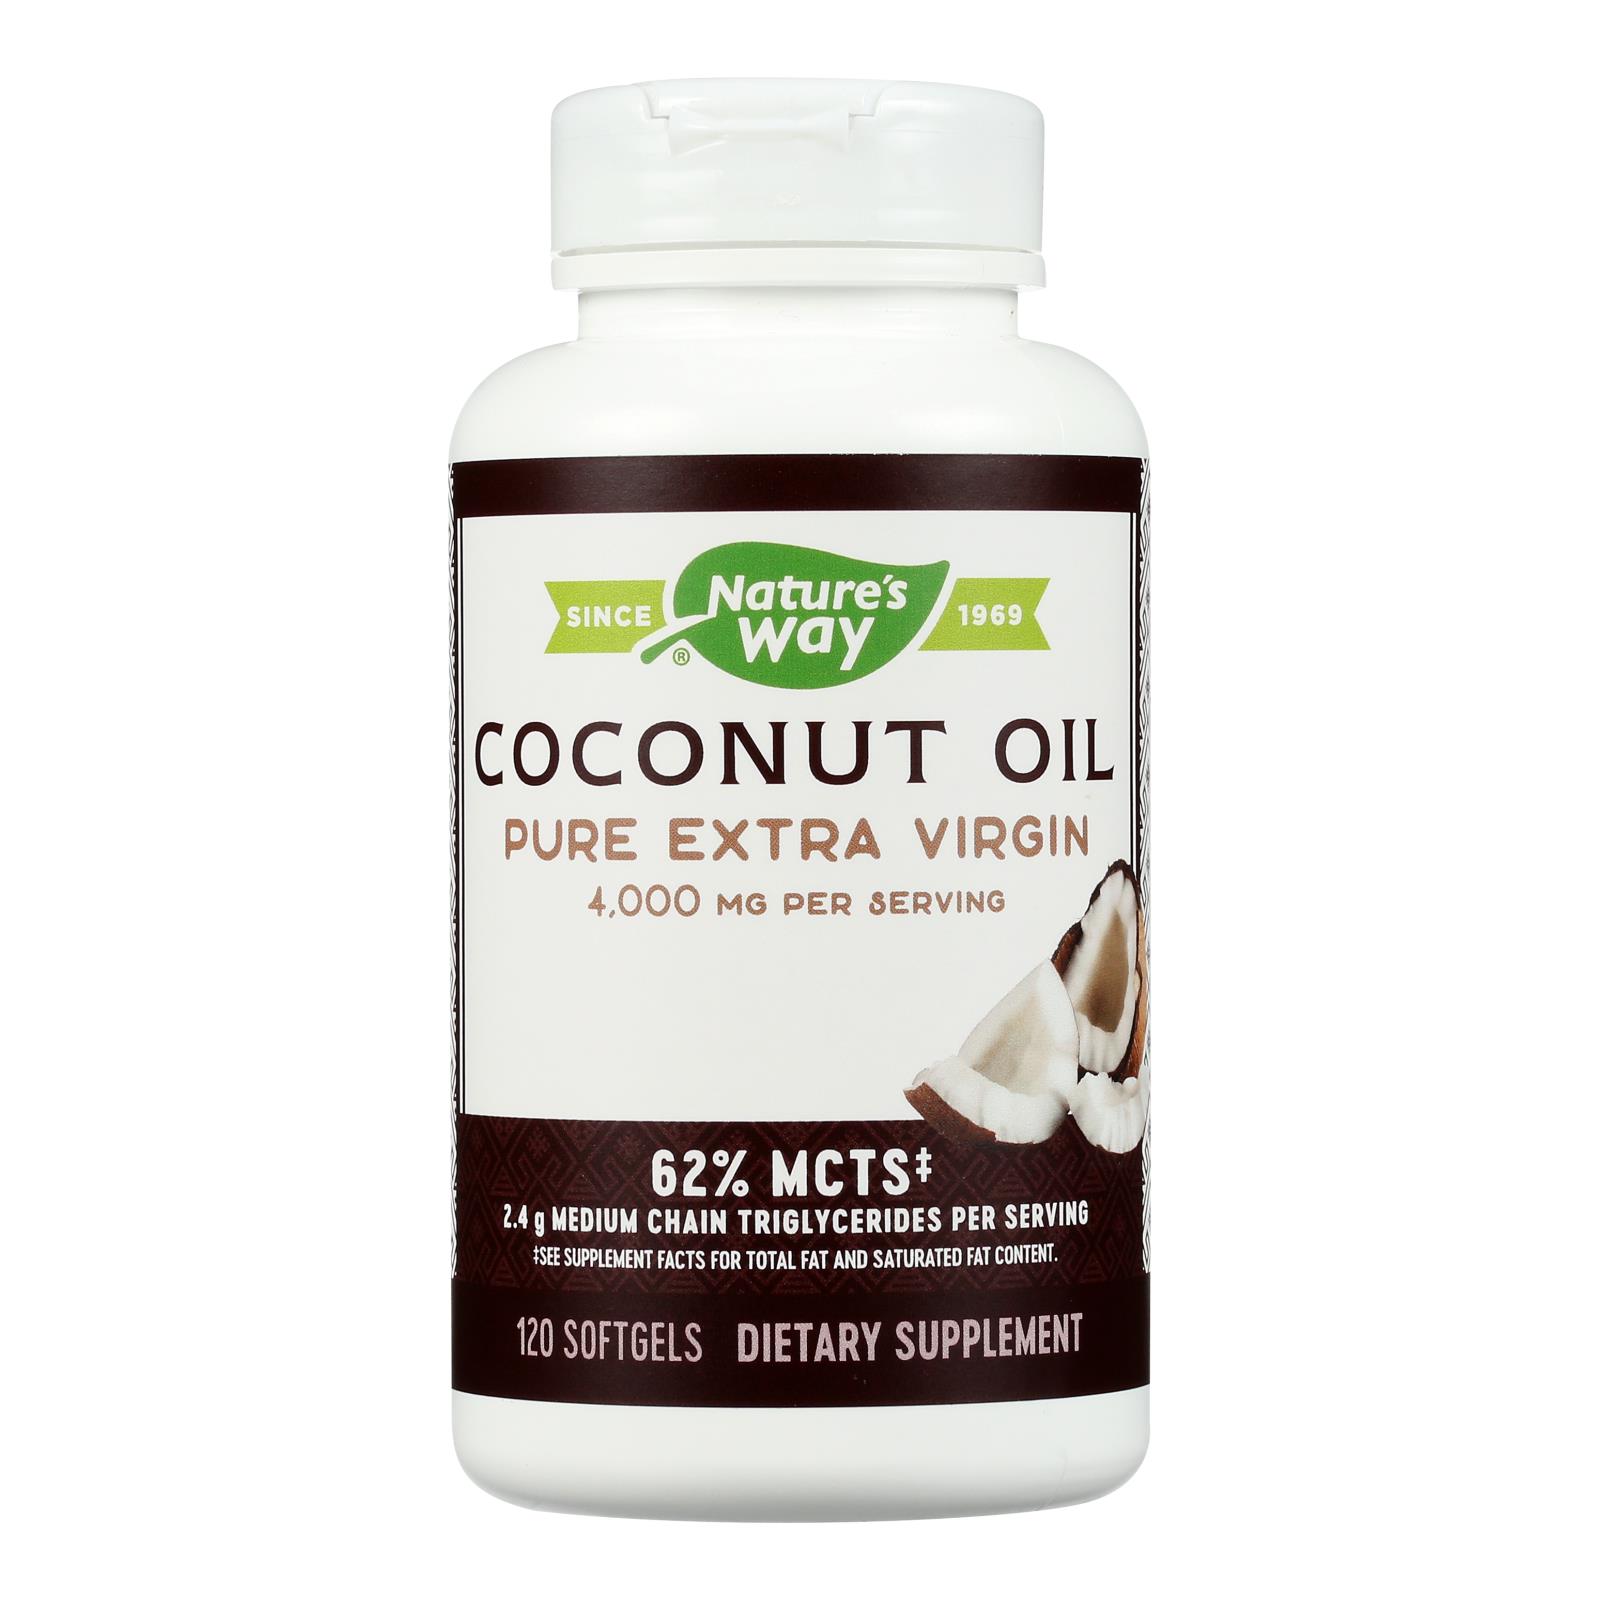 SINCE Nature's Way® 1969
COCONUT OIL
PURE EXTRA VIRGIN
4,000 MG PER SERVING
62% MCTS‡
2.4 g MEDIUM CHAIN TRIGLYCERIDES PER SERVING
‡SEE SUPPLEMENT FACTS FOR TOTAL FAT AND SATURATED FAT CONTENT.
120 SOFTGELS DIETARY SUPPLEMENT